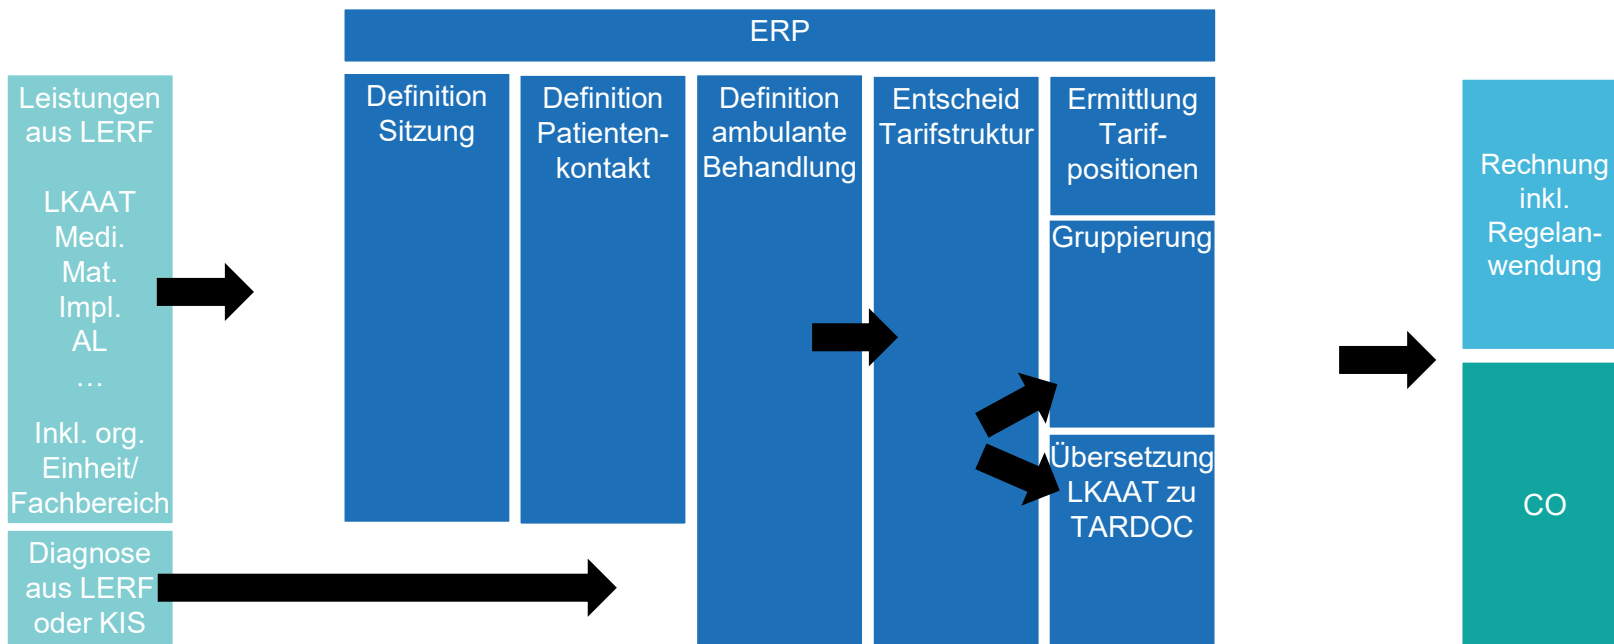 ERP
Leistungen
aus LERF
LKAAT
Medi.
Mat.
Impl.
AL
…
Inkl. org.
Einheit/
Fachbereich
Diagnose
aus LERF
oder KIS
Definition
Sitzung
Definition
Patienten-
kontakt
Definition
ambulante
Behandlung
Entscheid
Tarifstruktur
Ermittlung
Tarif-
positionen
Gruppierung
Übersetzung
LKAAT zu
TARDOC
Rechnung
inkl.
Regelan-
wendung
CO